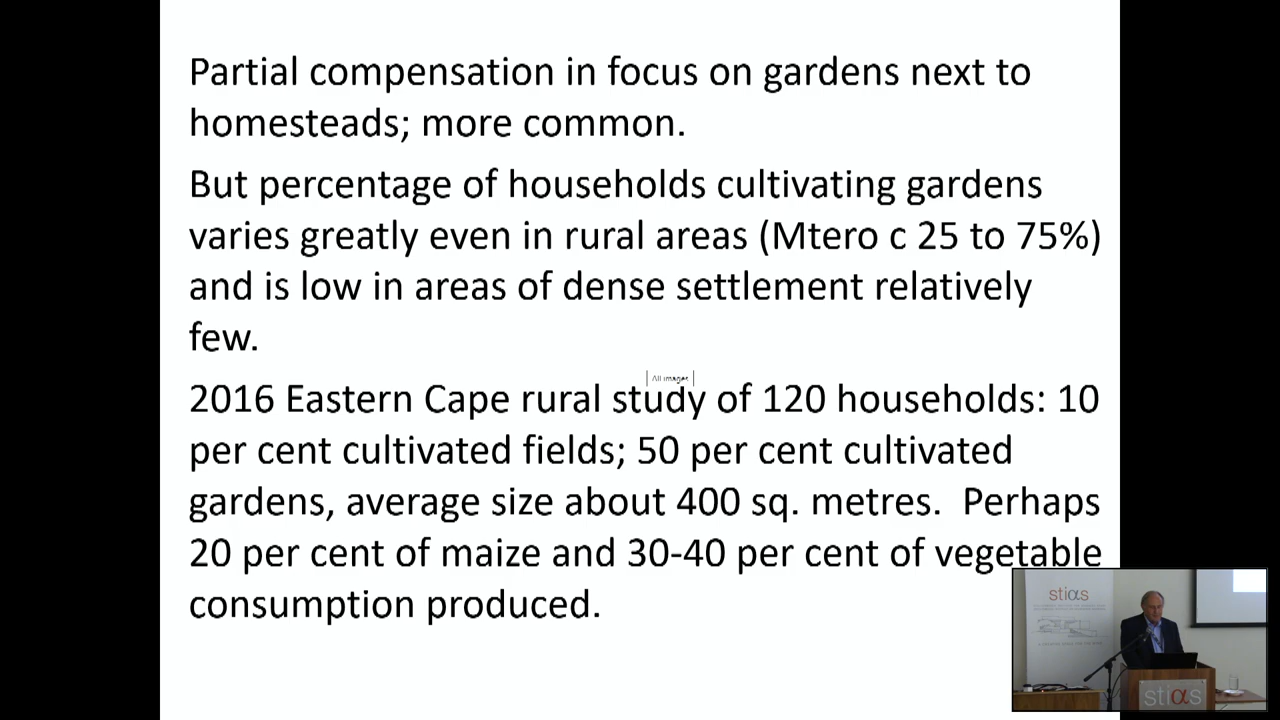 Partial compensation in focus on gardens next to
homesteads; more common.
But percentage of households cultivating gardens
varies greatly even in rural areas (Mtero c 25 to 75%)
and is low in areas of dense settlement relatively
few.
All images
2016 Eastern Cape rural study of 120 households: 10
per cent cultivated fields; 50 per cent cultivated
gardens, average size about 400 sq. metres.  Perhaps
20 per cent of maize and 30-40 per cent of vegetable
consumption produced.
stiαs
stiαs